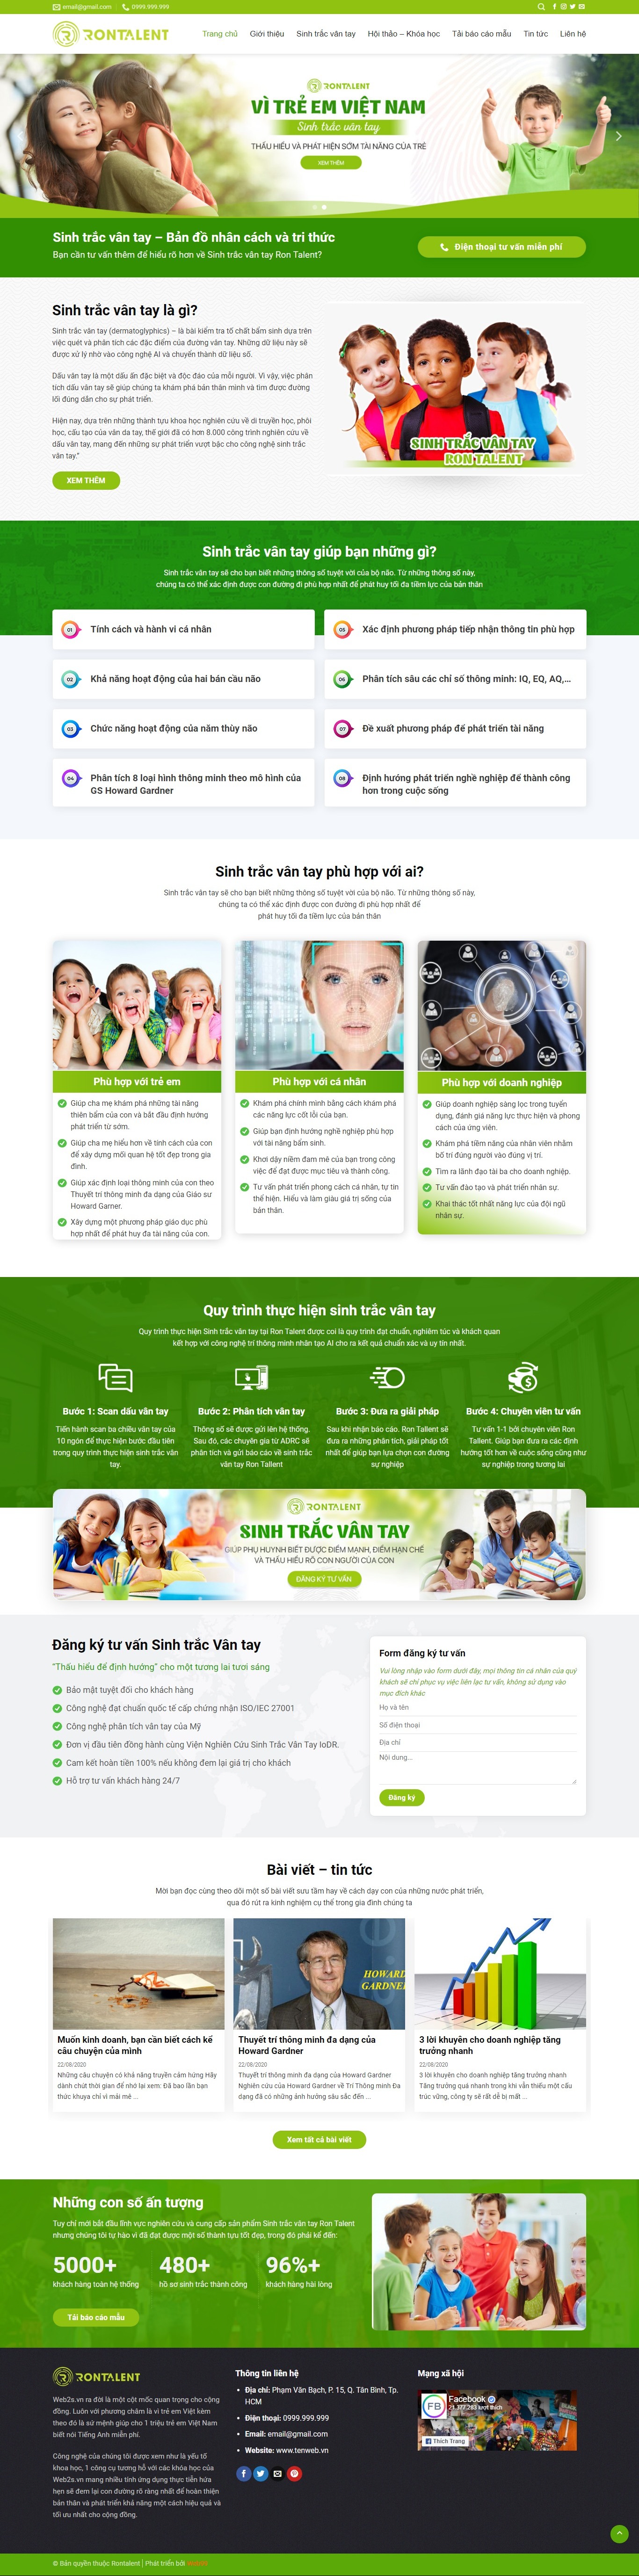 email@gmail.com
0999.999.999
RONTALENT
Trang chủ
Giới thiệu
Sinh trắc vân tay
Hội thảo – Khóa học
Tải báo cáo mẫu
Tin tức
Liên hệ
RONTALENT
VÌ TRẺ EM VIỆT NAM
Sinh trắc vân tay
THẤU HIỂU VÀ PHÁT HIỆN SỚM TÀI NĂNG CỦA TRẺ
XEM THÊM
Sinh trắc vân tay – Bản đồ nhân cách và tri thức
Bạn cần tư vấn thêm để hiểu rõ hơn về Sinh trắc vân tay Ron Talent?
Điện thoại tư vấn miễn phí
Sinh trắc vân tay là gì?
Sinh trắc vân tay (dermatoglyphics) – là bài kiểm tra tố chất bẩm sinh dựa trên
việc quét và phân tích các đặc điểm của đường vân tay. Những dữ liệu này sẽ
được xử lý nhờ vào công nghệ AI và chuyển thành dữ liệu số.
Dấu vân tay là một dấu ấn đặc biệt và độc đáo của mỗi người. Vì vậy, việc phân
tích dấu vân tay sẽ giúp chúng ta khám phá bản thân mình và tìm được đường
lối đúng dắn cho sự phát triển.
Hiện nay, dựa trên những thành tựu khoa học nghiên cứu về di truyền học, phôi
học, cấu tạo của vân da tay, thế giới đã có hơn 8.000 công trình nghiên cứu về
dấu vân tay, mang đến những sự phát triển vượt bậc cho công nghệ sinh trắc
vân tay.”
XEM THÊM
SINH TRẮC VÂN TAY
RON TALENT
Sinh trắc vân tay giúp bạn những gì?
Sinh trắc vân tay sẽ cho bạn biết những thông số tuyệt vời của bộ não. Từ những thông số này,
chúng ta có thể xác định được con đường đi phù hợp nhất để phát huy tối đa tiềm lực của bản thân
01
Tính cách và hành vi cá nhân
05
Xác định phương pháp tiếp nhận thông tin phù hợp
02
Khả năng hoạt động của hai bán cầu não
06
Phân tích sâu các chỉ số thông minh: IQ, EQ, AQ,…
03
Chức năng hoạt động của năm thùy não
07
Đề xuất phương pháp để phát triển tài năng
04
Phân tích 8 loại hình thông minh theo mô hình của
GS Howard Gardner
08
Định hướng phát triển nghề nghiệp để thành công
hơn trong cuộc sống
Sinh trắc vân tay phù hợp với ai?
Sinh trắc vân tay sẽ cho bạn biết những thông số tuyệt vời của bộ não. Từ những thông số này,
chúng ta có thể xác định được con đường đi phù hợp nhất để
phát huy tối đa tiềm lực của bản thân
Phù hợp với trẻ em
Giúp cha mẹ khám phá những tài năng
thiên bẩm của con và bắt đầu định hướng
phát triển từ sớm.
Giúp cha mẹ hiểu hơn về tính cách của con
để xây dựng mối quan hệ tốt đẹp trong gia
đình.
Giúp xác định loại thông minh của con theo
Thuyết trí thông minh đa dạng của Giáo sư
Howard Garner.
Xây dựng một phương pháp giáo dục phù
hợp nhất để phát huy đa tài năng của con.
Phù hợp với cá nhân
Khám phá chính mình bằng cách khám phá
các năng lực cốt lõi của bạn.
Giúp bạn định hướng nghề nghiệp phù hợp
với tài năng bẩm sinh.
Khơi dậy niềm đam mê của bạn trong công
việc để đạt được mục tiêu và thành công.
Tư vấn phát triển phong cách cá nhân, tự tin
thể hiện. Hiểu và làm giàu giá trị sống của
bản thân.
Phù hợp với doanh nghiệp
Giúp doanh nghiệp sàng lọc trong tuyển
dụng, đánh giá năng lực thực hiện và phong
cách của ứng viên.
Khám phá tiềm năng của nhân viên nhằm
bố trí đúng người vào đúng vị trí.
Tìm ra lãnh đạo tài ba cho doanh nghiệp.
Tư vấn đào tạo và phát triển nhân sự.
Khai thác tốt nhất năng lực của đội ngũ
nhân sự.
Quy trình thực hiện sinh trắc vân tay
Quy trình thực hiện Sinh trắc vân tay tại Ron Talent được coi là quy trình đạt chuẩn, nghiêm túc và khách quan
kết hợp với công nghệ trí thông minh nhân tạo AI cho ra kết quả chuẩn xác và uy tín nhất.
Bước 1: Scan dấu vân tay
Tiến hành scan ba chiều vân tay của
10 ngón để thực hiện bước đầu tiên
trong quy trình thực hiện sinh trắc vân
tay.
Bước 2: Phân tích vân tay
Thông số sẽ được gửi lên hệ thống.
Sau đó, các chuyên gia từ ADRC sẽ
phân tích và gửi báo cáo về sinh trắc
vân tay Ron Tallent
Bước 3: Đưa ra giải pháp
Sau khi nhận báo cáo. Ron Tallent sẽ
đưa ra những phân tích, giải pháp tốt
nhất để giúp bạn lựa chọn con đường
sự nghiệp
Bước 4: Chuyên viên tư vấn
Tư vấn 1-1 bởi chuyên viên Ron
Tallent. Giúp bạn đưa ra các định
hướng tốt hơn về cuộc sống cũng như
sự nghiệp trong tương lai
RONTALENT
SINH TRẮC VÂN TAY
GIÚP PHỤ HUYNH BIẾT ĐƯỢC ĐIỂM MẠNH, ĐIỂM HẠN CHẾ
VÀ THẤU HIỂU RÕ CON NGƯỜI CỦA CON
ĐĂNG KÝ TƯ VẤN
Đăng ký tư vấn Sinh trắc Vân tay
“Thấu hiểu để định hướng” cho một tương lai tươi sáng
Bảo mật tuyệt đối cho khách hàng
Công nghệ đạt chuẩn quốc tế cấp chứng nhận ISO/IEC 27001
Công nghệ phân tích vân tay của Mỹ
Đơn vị đầu tiên đồng hành cùng Viện Nghiên Cứu Sinh Trắc Vân Tay IoDR.
Cam kết hoàn tiền 100% nếu không đem lại giá trị cho khách
Hỗ trợ tư vấn khách hàng 24/7
Form đăng ký tư vấn
Vui lòng nhập vào form dưới đây, mọi thông tin cá nhân của quý
khách sẽ chỉ phục vụ việc liên lạc tư vấn, không sử dụng vào
mục đích khác
Họ và tên
Số điện thoại
Địa chỉ
Nội dung...
Đăng ký
Bài viết – tin tức
Mời bạn đọc cùng theo dõi một số bài viết sưu tầm hay về cách dạy con của những nước phát triển,
qua đó rút ra kinh nghiệm cụ thể trong gia đình chúng ta
Muốn kinh doanh, bạn cần biết cách kể
câu chuyện của mình
22/08/2020
Những câu chuyện có khả năng truyền cảm hứng Hãy
dành chút thời gian để nhớ lại xem: Đã bao lần bạn
thức khuya chỉ vì mải mê ...
HOWARD
GARDNER
Thuyết trí thông minh đa dạng của
Howard Gardner
22/08/2020
Thuyết trí thông minh đa dạng của Howard Gardner
Nghiên cứu của Howard Gardner về Trí Thông minh Đa
dạng đã có những ảnh hưởng sâu sắc đến ...
3 lời khuyên cho doanh nghiệp tăng
trưởng nhanh
22/08/2020
3 lời khuyên cho doanh nghiệp tăng trưởng nhanh
Tăng trưởng quá nhanh trong khi vẫn thiếu một cấu
trúc vững, công ty sẽ rất dễ bị mất ...
Xem tất cả bài viết
Những con số ấn tượng
Tuy chỉ mới bắt đầu lĩnh vực nghiên cứu và cung cấp sản phẩm Sinh trắc vân tay Ron Talent
nhưng chúng tôi tự hào vì đã đạt được một số thành tựu tốt đẹp, trong đó phải kể đến:
5000+
khách hàng toàn hệ thống
480+
hồ sơ sinh trắc thành công
96%+
khách hàng hài lòng
Tải báo cáo mẫu
RONTALENT
Web2s.vn ra đời là một cột mốc quan trọng cho cộng
đồng. Luôn với phương châm là vì trẻ em Việt kèm
theo đó là sứ mệnh giúp cho 1 triệu trẻ em Việt Nam
biết nói Tiếng Anh miễn phí.
Công nghệ của chúng tôi được xem như là yếu tố
khoa học, 1 công cụ tương hỗ với các khóa học của
Web2s.vn mang nhiều tính ứng dụng thực tiễn hứa
hẹn sẽ đem lại con đường rõ ràng nhất để hoàn thiện
bản thân và phát triển khả năng một cách hiệu quả và
tối ưu nhất cho cộng đồng.
Thông tin liên hệ
Địa chỉ: Phạm Văn Bạch, P. 15, Q. Tân Bình, Tp.
HCM
Điện thoại: 0999.999.999
Email: email@gmail.com
Website: www.tenweb.vn
Mạng xã hội
FB
Facebook
lượt thích
Thích Trang
© Bản quyền thuộc Rontalent | Phát triển bởi